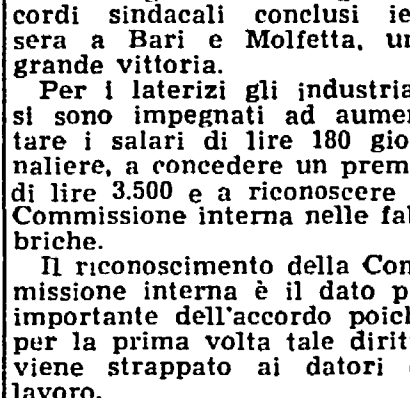 cordi sindacali conclusi ie
sera a Bari e Molfetta, un
grande vittoria.
Per i laterizi gli industria
si sono impegnati ad aumen
tare i salari di lire 180 gio
naliere, a concedere un prem
di lire 3.500 e a riconoscere
Commissione interna nelle fab
briche.
Il riconoscimento della Com
missione interna è il dato p
importante dell'accordo poich
per la prima volta tale diritt
viene strappato ai datori
lavoro.